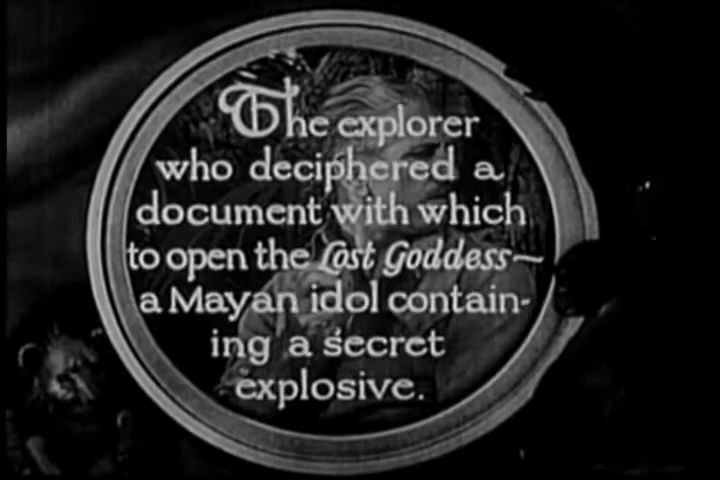 The explorer
who deciphered a
document with which
to open the Lost Goddess—
a Mayan idol contain-
ing a secret
explosive.